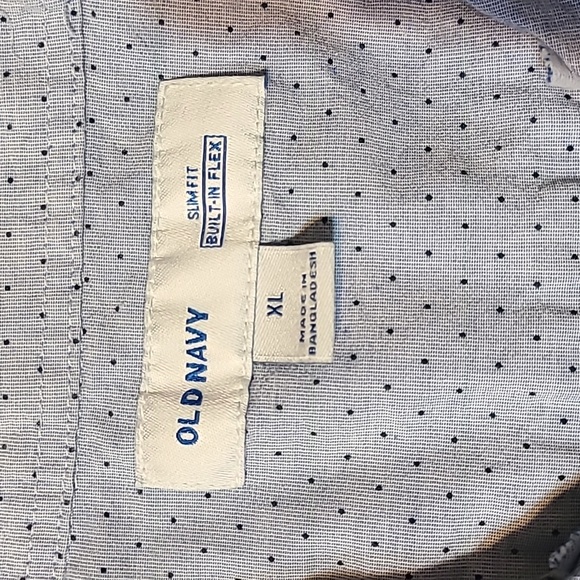 OLD NAVY
SLIM FIT
BUILT-IN FLEX
XL
MADE IN
BANGLADESH